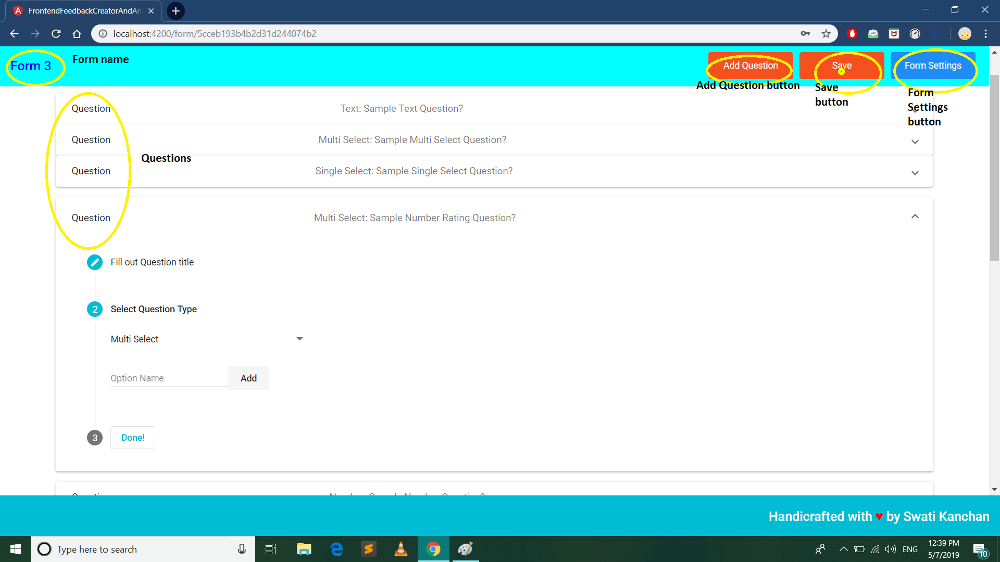 FrontendFeedbackCreatorAndAn
localhost:4200/form/5cceb193b4b2d31d244074b2
Form 3
Form name
Add Question
Save
Form Settings
Add Question button
Save
button
Form
Settings
button
Question
Text: Sample Text Question?
Question
Multi Select: Sample Multi Select Question?
Questions
Question
Single Select: Sample Single Select Question?
Question
Multi Select: Sample Number Rating Question?
Fill out Question title
2
Select Question Type
Multi Select
Option Name
Add
3
Done!
Handicrafted with ♥ by Swati Kanchan
Type here to search
ENG
12:39 PM
5/7/2019
10